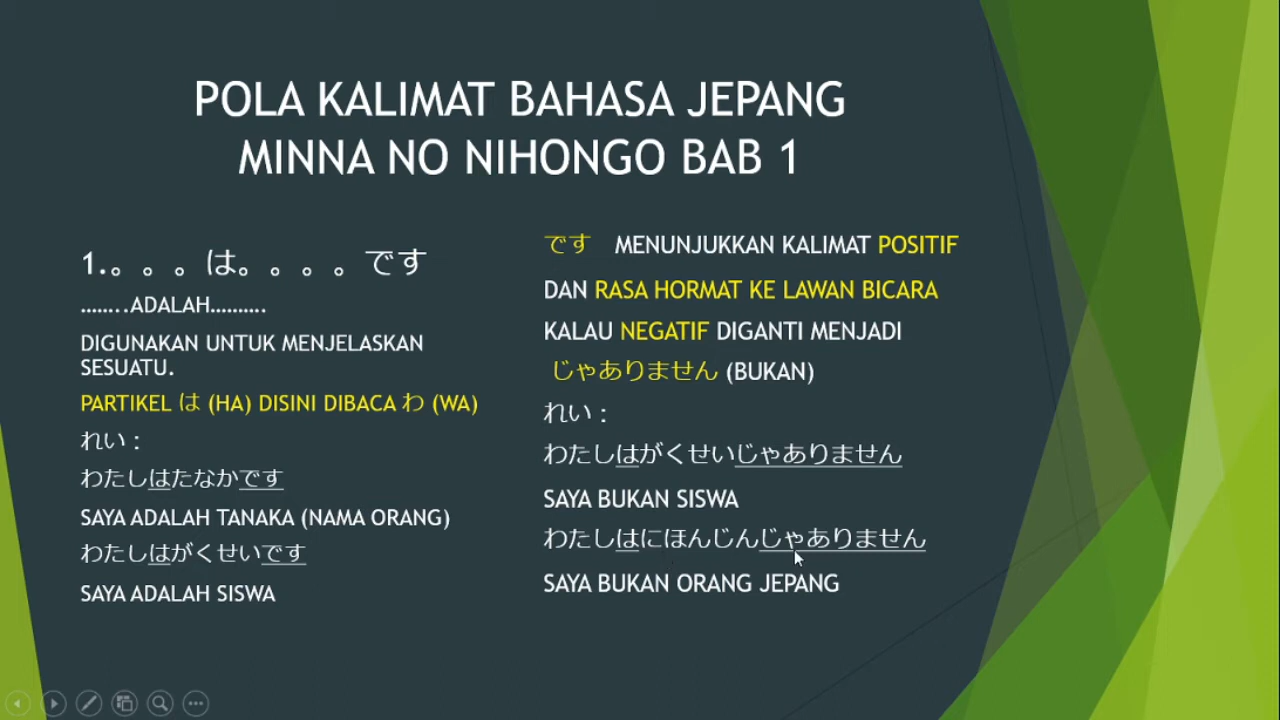 POLA KALIMAT BAHASA JEPANG
MINNA NO NIHONGO BAB 1
1.。。。は。。。。です
……..ADALAH……….
DIGUNAKAN UNTUK MENJELASKAN
SESUATU.
PARTIKEL は (HA) DISINI DIBACA わ (WA)
れい：
わたしはたなかです
SAYA ADALAH TANAKA (NAMA ORANG)
わたしはがくせいです
SAYA ADALAH SISWA
です MENUNJUKKAN KALIMAT POSITIF
DAN RASA HORMAT KE LAWAN BICARA
KALAU NEGATIF DIGANTI MENJADI
じゃありません (BUKAN)
れい：
わたしはがくせいじゃありません
SAYA BUKAN SISWA
わたしはにほんじんじゃありません
SAYA BUKAN ORANG JEPANG